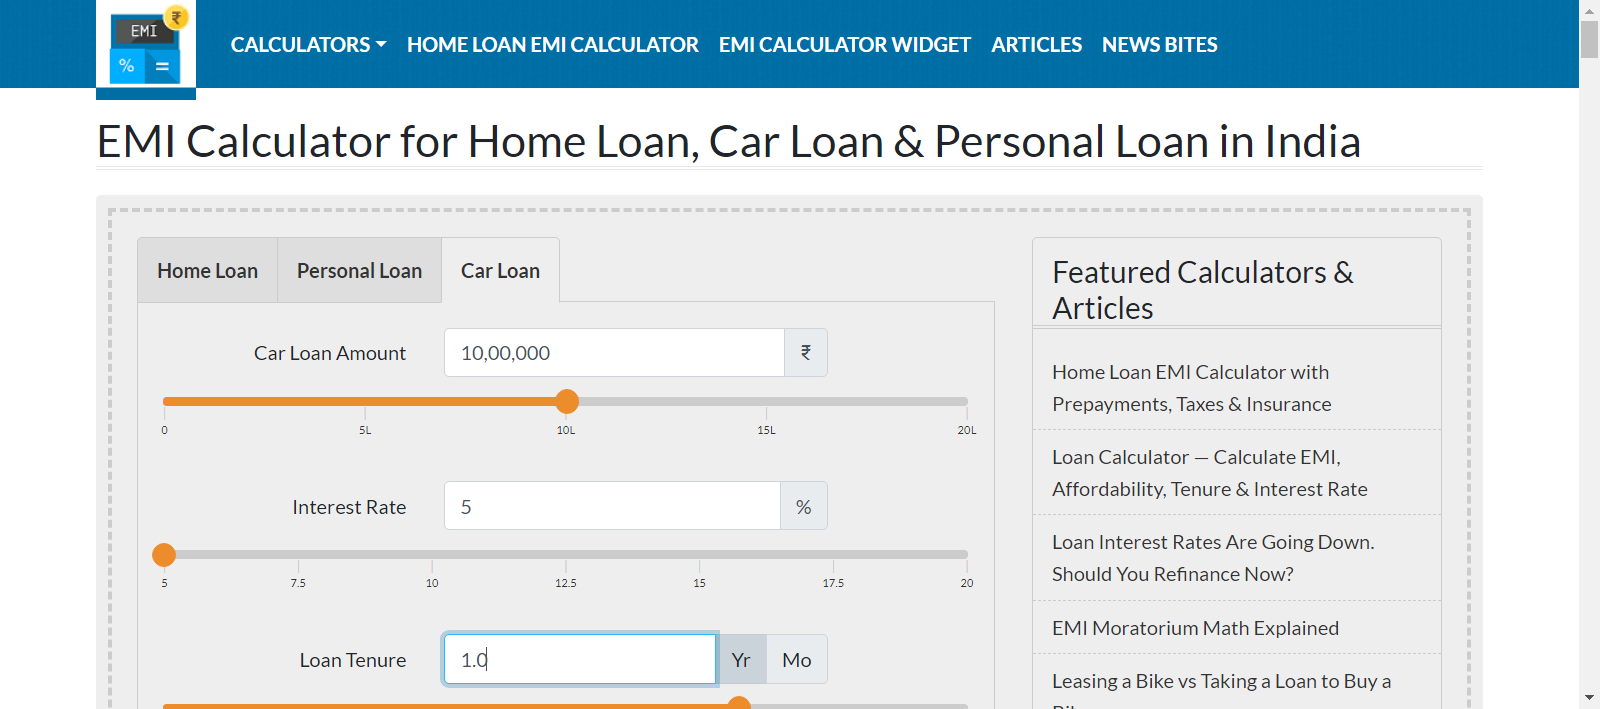 EMI ₹
% =
CALCULATORS HOME LOAN EMI CALCULATOR EMI CALCULATOR WIDGET ARTICLES NEWS BITES
EMI Calculator for Home Loan, Car Loan & Personal Loan in India
Home Loan Personal Loan Car Loan
Car Loan Amount 10,00,000 ₹
0 5L 10L 15L 20L
Interest Rate 5 %
5 7.5 10 12.5 15 17.5 20
Loan Tenure 1.0 Yr Mo
Featured Calculators &
Articles
Home Loan EMI Calculator with
Prepayments, Taxes & Insurance
Loan Calculator — Calculate EMI,
Affordability, Tenure & Interest Rate
Loan Interest Rates Are Going Down.
Should You Refinance Now?
EMI Moratorium Math Explained
Leasing a Bike vs Taking a Loan to Buy a